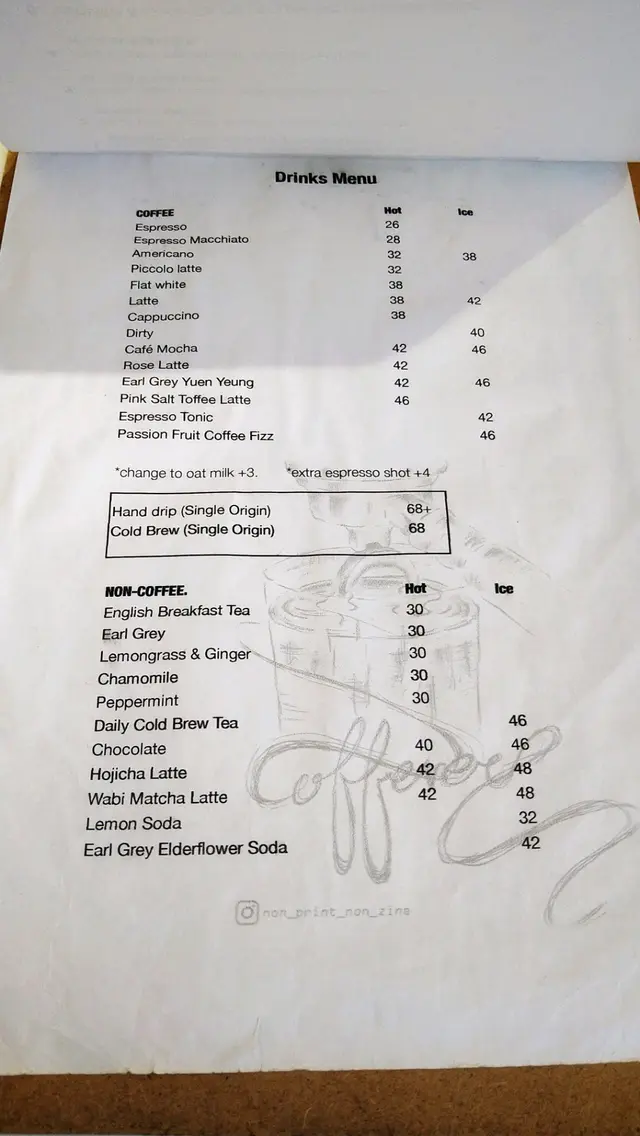 Drinks Menu
COFFEE Hot Ice
Espresso 26
Espresso Macchiato 28
Americano 32 38
Piccolo latte 32
Flat white 38
Latte 38 42
Cappuccino 38
Dirty 40
Café Mocha 42 46
Rose Latte 42
Earl Grey Yuen Yeung 42 46
Pink Salt Toffee Latte 46
Espresso Tonic 42
Passion Fruit Coffee Fizz 46
*change to oat milk +3. *extra espresso shot +4
Hand drip (Single Origin) 68+
Cold Brew (Single Origin) 68
NON-COFFEE. Hot Ice
English Breakfast Tea 30
Earl Grey 30
Lemongrass & Ginger 30
Chamomile 30
Peppermint 30
Daily Cold Brew Tea 46
Chocolate 40 46
Hojicha Latte 42 48
Wabi Matcha Latte 42 48
Lemon Soda 32
Earl Grey Elderflower Soda 42
non_print_non_zine